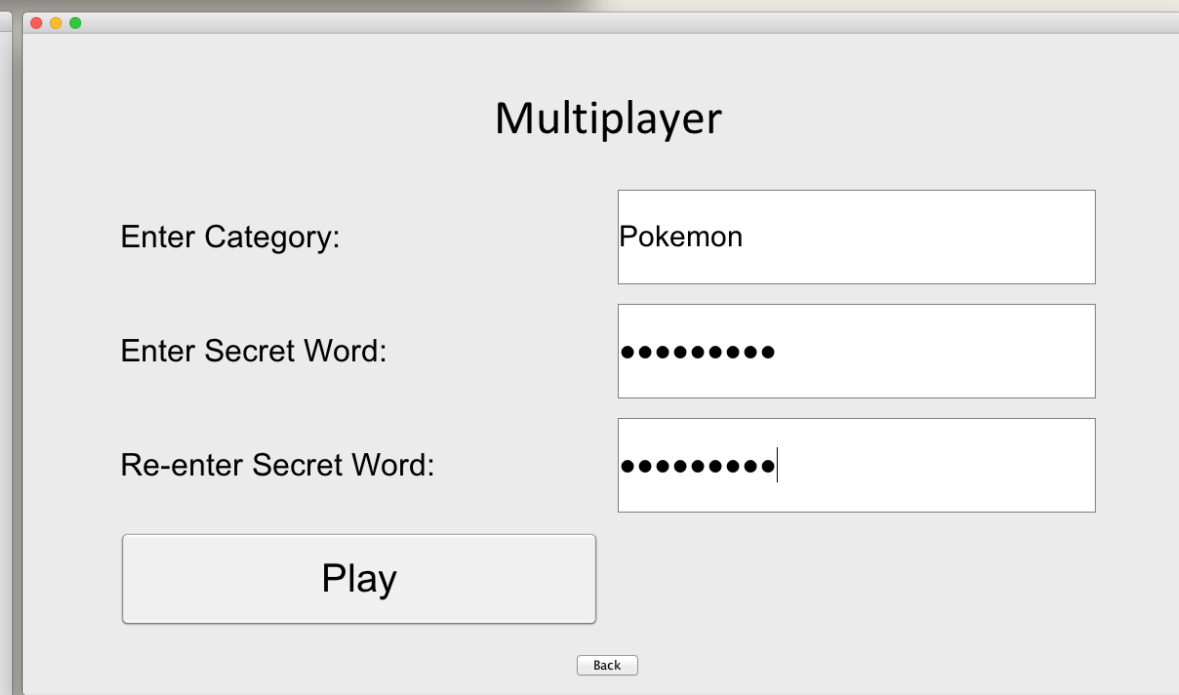 Multiplayer
Enter Category: Pokemon
Enter Secret Word: ●●●●●●●●●
Re-enter Secret Word: ●●●●●●●●●
Play
Back